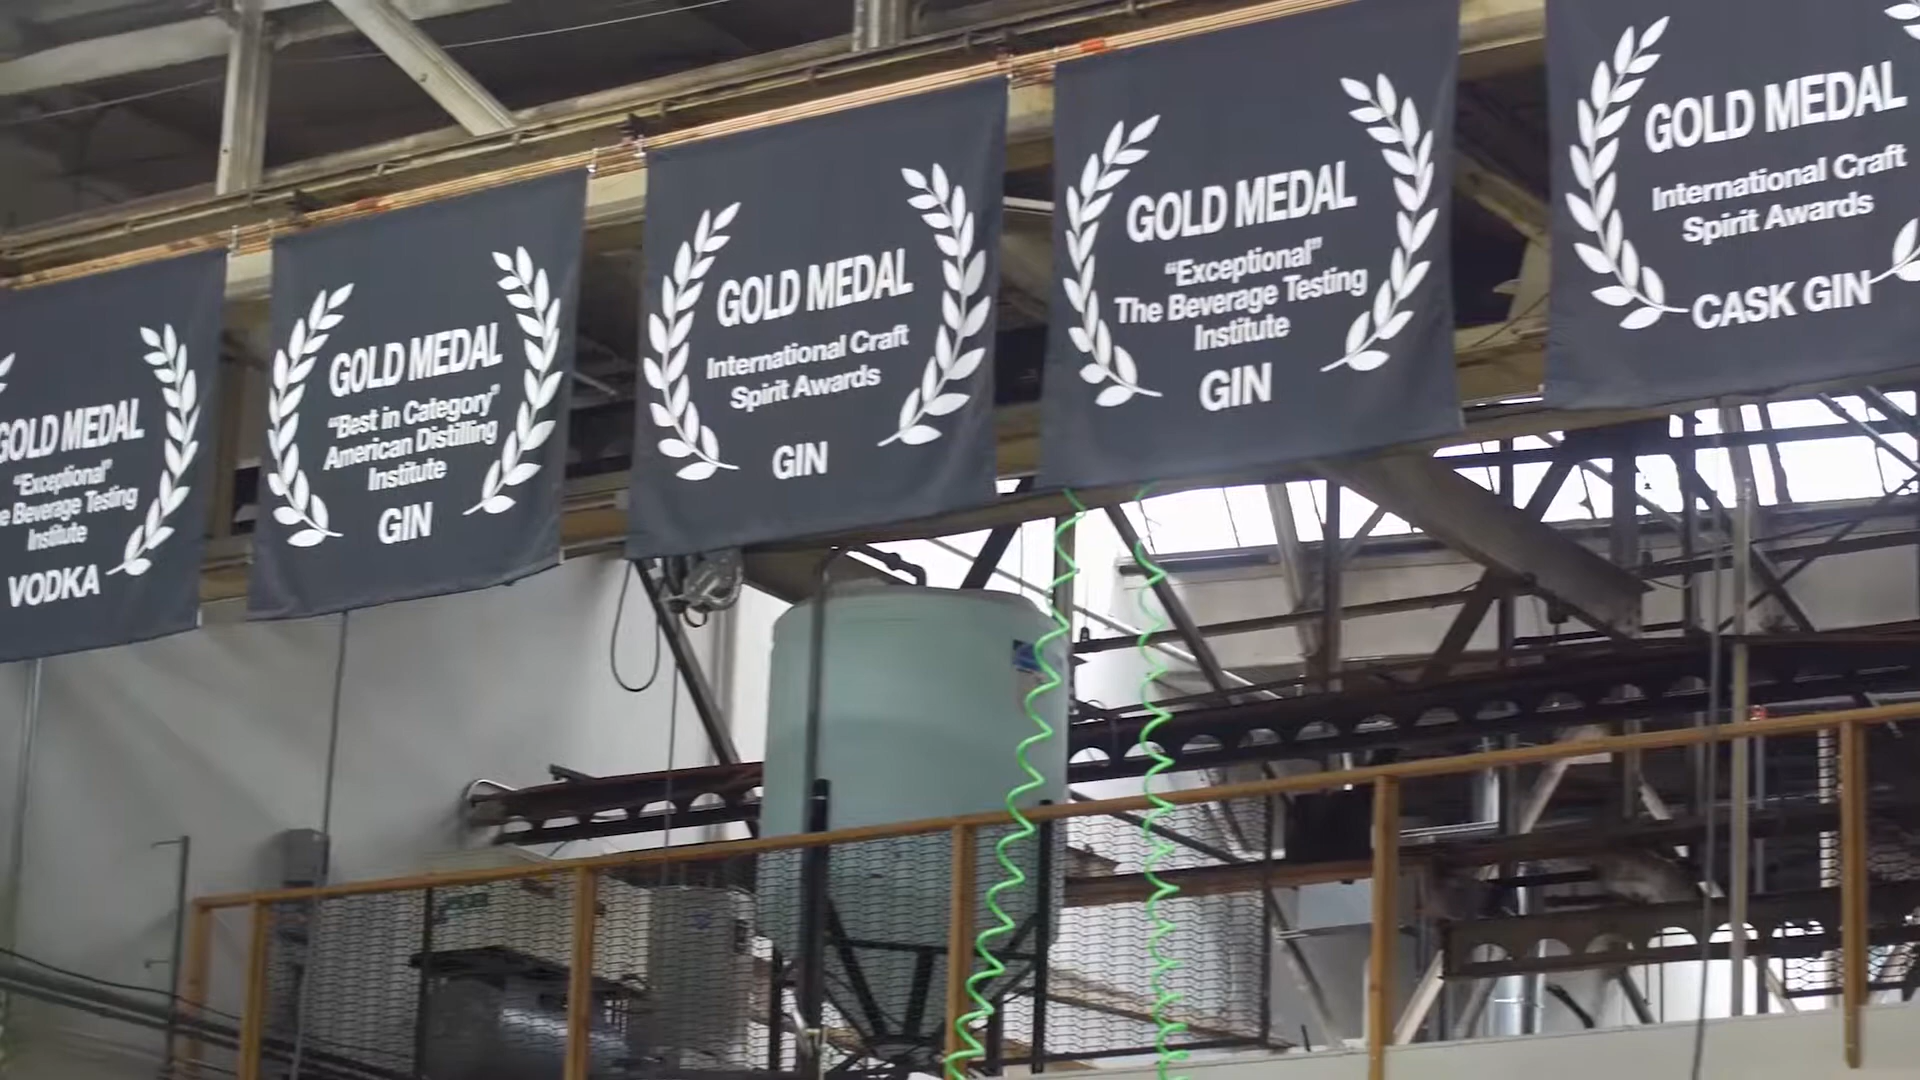 GOLD MEDAL
"Exceptional"
Beverage Testing
Institute
VODKA
GOLD MEDAL
"Best in Category"
American Distilling
Institute
GIN
GOLD MEDAL
International Craft
Spirit Awards
GIN
GOLD MEDAL
"Exceptional"
The Beverage Testing
Institute
GIN
GOLD MEDAL
International Craft
Spirit Awards
CASK GIN